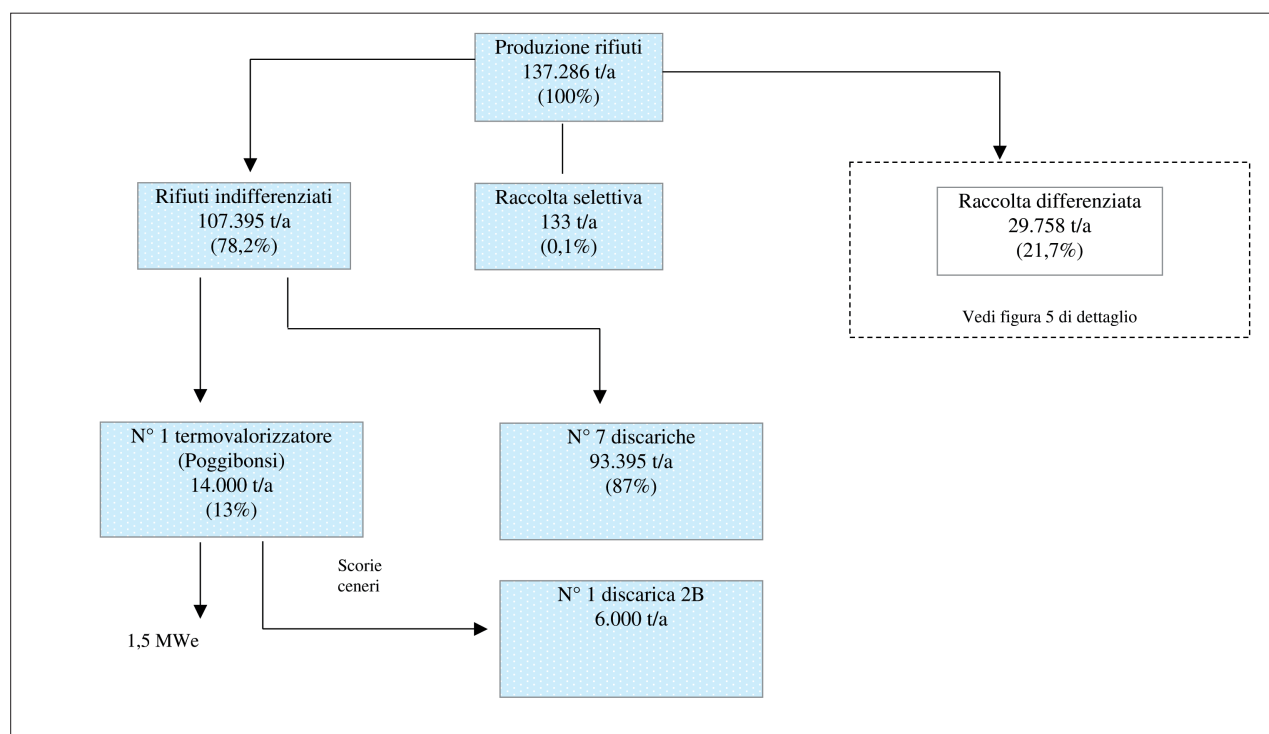 Produzione rifiuti
137.286 t/a
(100%)
Rifiuti indifferenziati
107.395 t/a
(78,2%)
Raccolta selettiva
133 t/a
(0,1%)
Raccolta differenziata
29.758 t/a
(21,7%)
Vedi figura 5 di dettaglio
N° 1 termovalorizzatore
(Poggibonsi)
14.000 t/a
(13%)
N° 7 discariche
93.395 t/a
(87%)
Scorie
ceneri
N° 1 discarica 2B
6.000 t/a
1,5 MWe